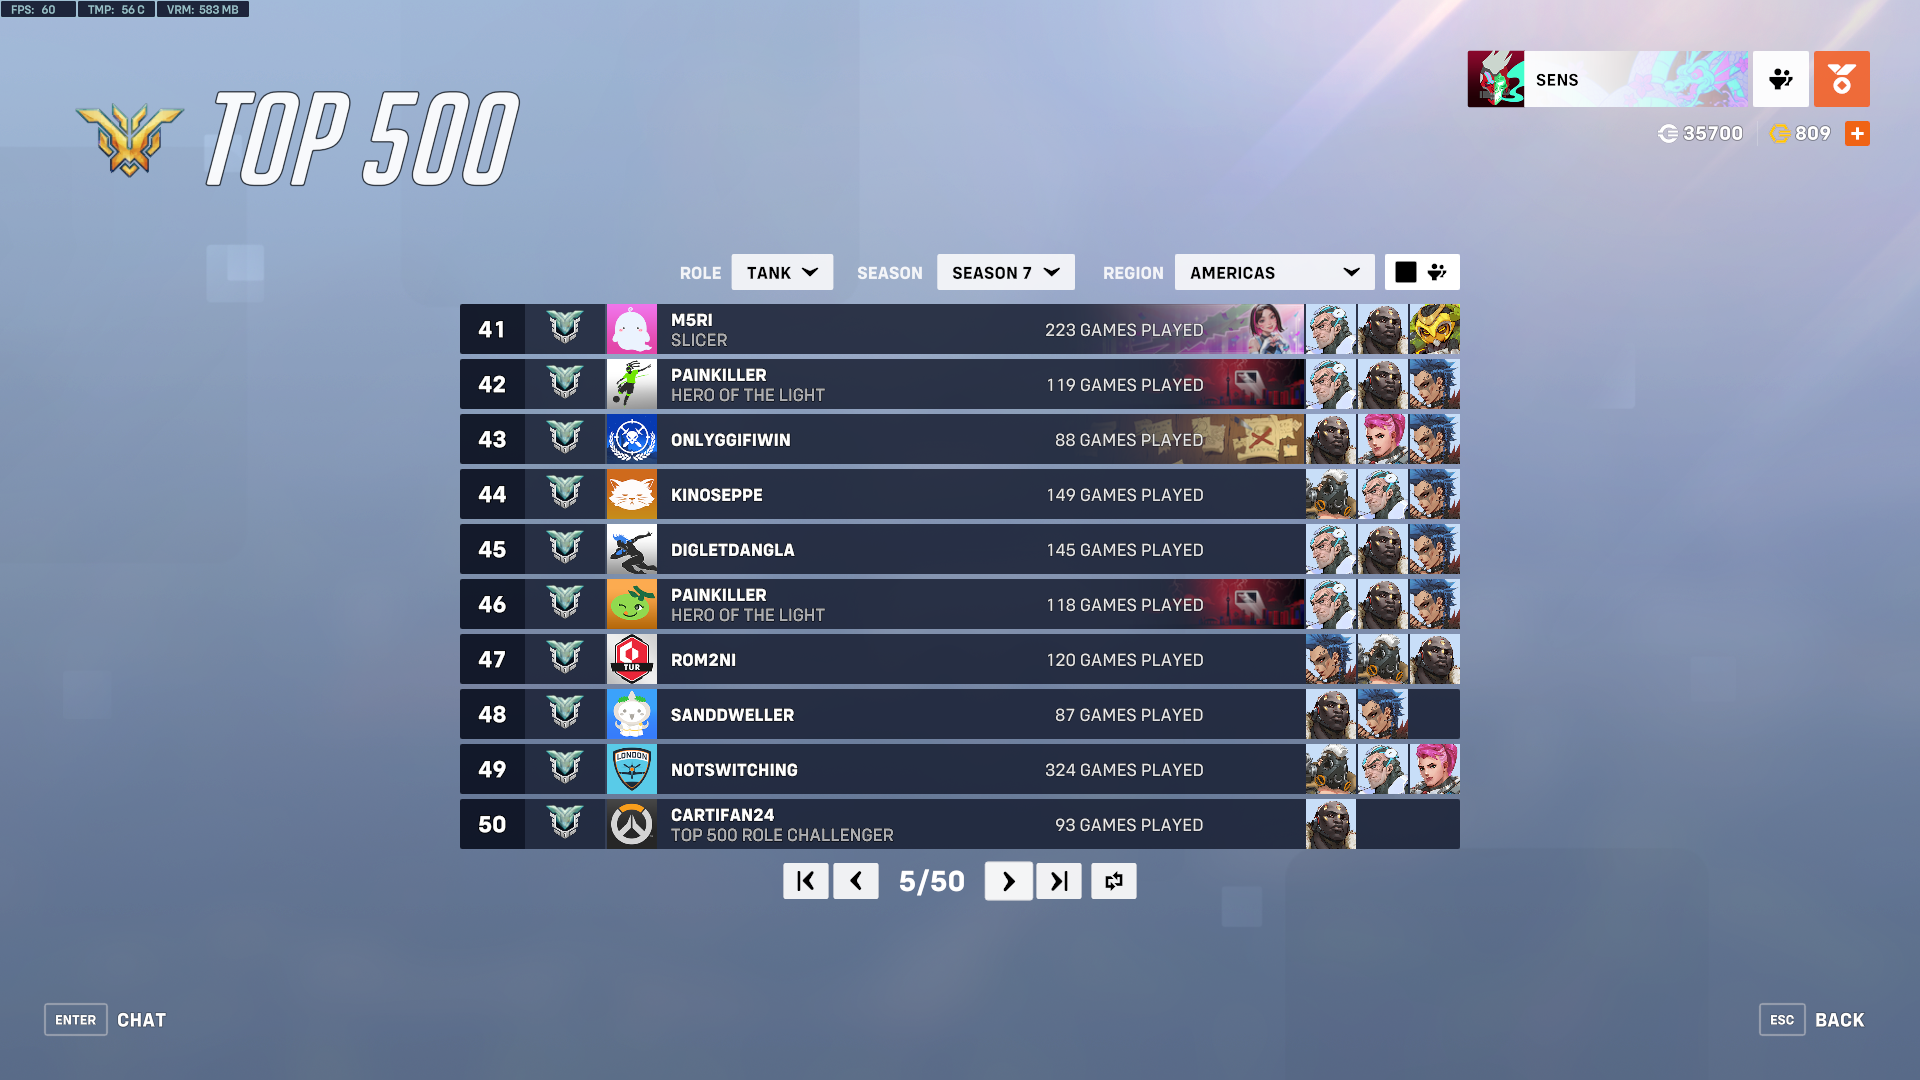 FPS: 60 TMP: 56 C VRM: 583 MB
TOP 500
SENS
35700 809 +
ROLE TANK SEASON SEASON 7 REGION AMERICAS
41 M5RI 223 GAMES PLAYED
SLICER
42 PAINKILLER 119 GAMES PLAYED
HERO OF THE LIGHT
43 ONLYGGIFIWIN 88 GAMES PLAYED
44 KINOSEPPE 149 GAMES PLAYED
45 DIGLETDANGLA 145 GAMES PLAYED
46 PAINKILLER 118 GAMES PLAYED
HERO OF THE LIGHT
47 TUR ROM2NI 120 GAMES PLAYED
48 SANDDWELLER 87 GAMES PLAYED
49 LONDON NOTSWITCHING 324 GAMES PLAYED
50 CARTIFAN24 93 GAMES PLAYED
TOP 500 ROLE CHALLENGER
5/50
ENTER CHAT
ESC BACK